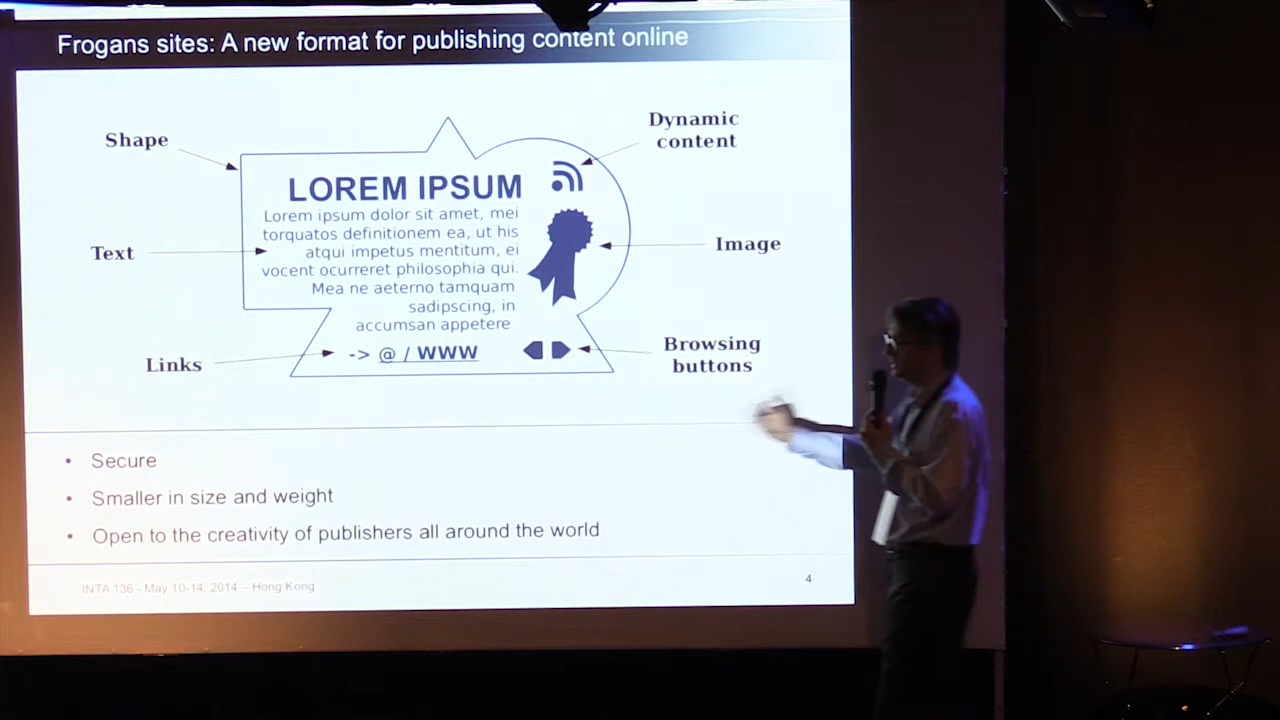 Frogans sites: A new format for publishing content online
Shape
Dynamic
content
LOREM IPSUM
Lorem ipsum dolor sit amet, mei
torquatos definitionem ea, ut his
atqui impetus mentitum, ei
vocent ocurreret philosophia qui.
Mea ne aeterno tamquam
sadipscing, in
accumsan appetere
Text
Image
Links
-> @ / WWW
Browsing
buttons
• Secure
• Smaller in size and weight
• Open to the creativity of publishers all around the world
INTA 136 - May 10-14, 2014 – Hong Kong
4